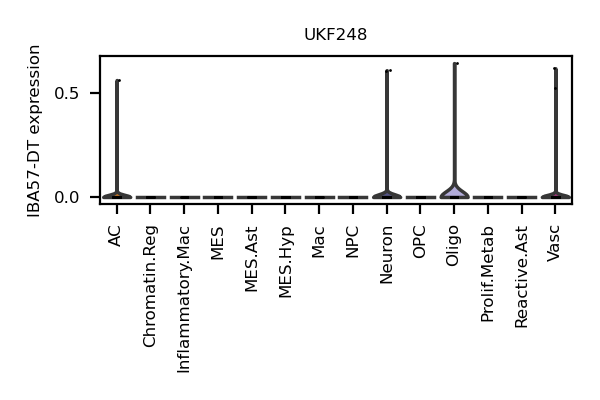 UKF248
IBA57-DT expression
0.5
0.0
AC
Chromatin.Reg
Inflammatory.Mac
MES
MES.Ast
MES.Hyp
Mac
NPC
Neuron
OPC
Oligo
Prolif.Metab
Reactive.Ast
Vasc